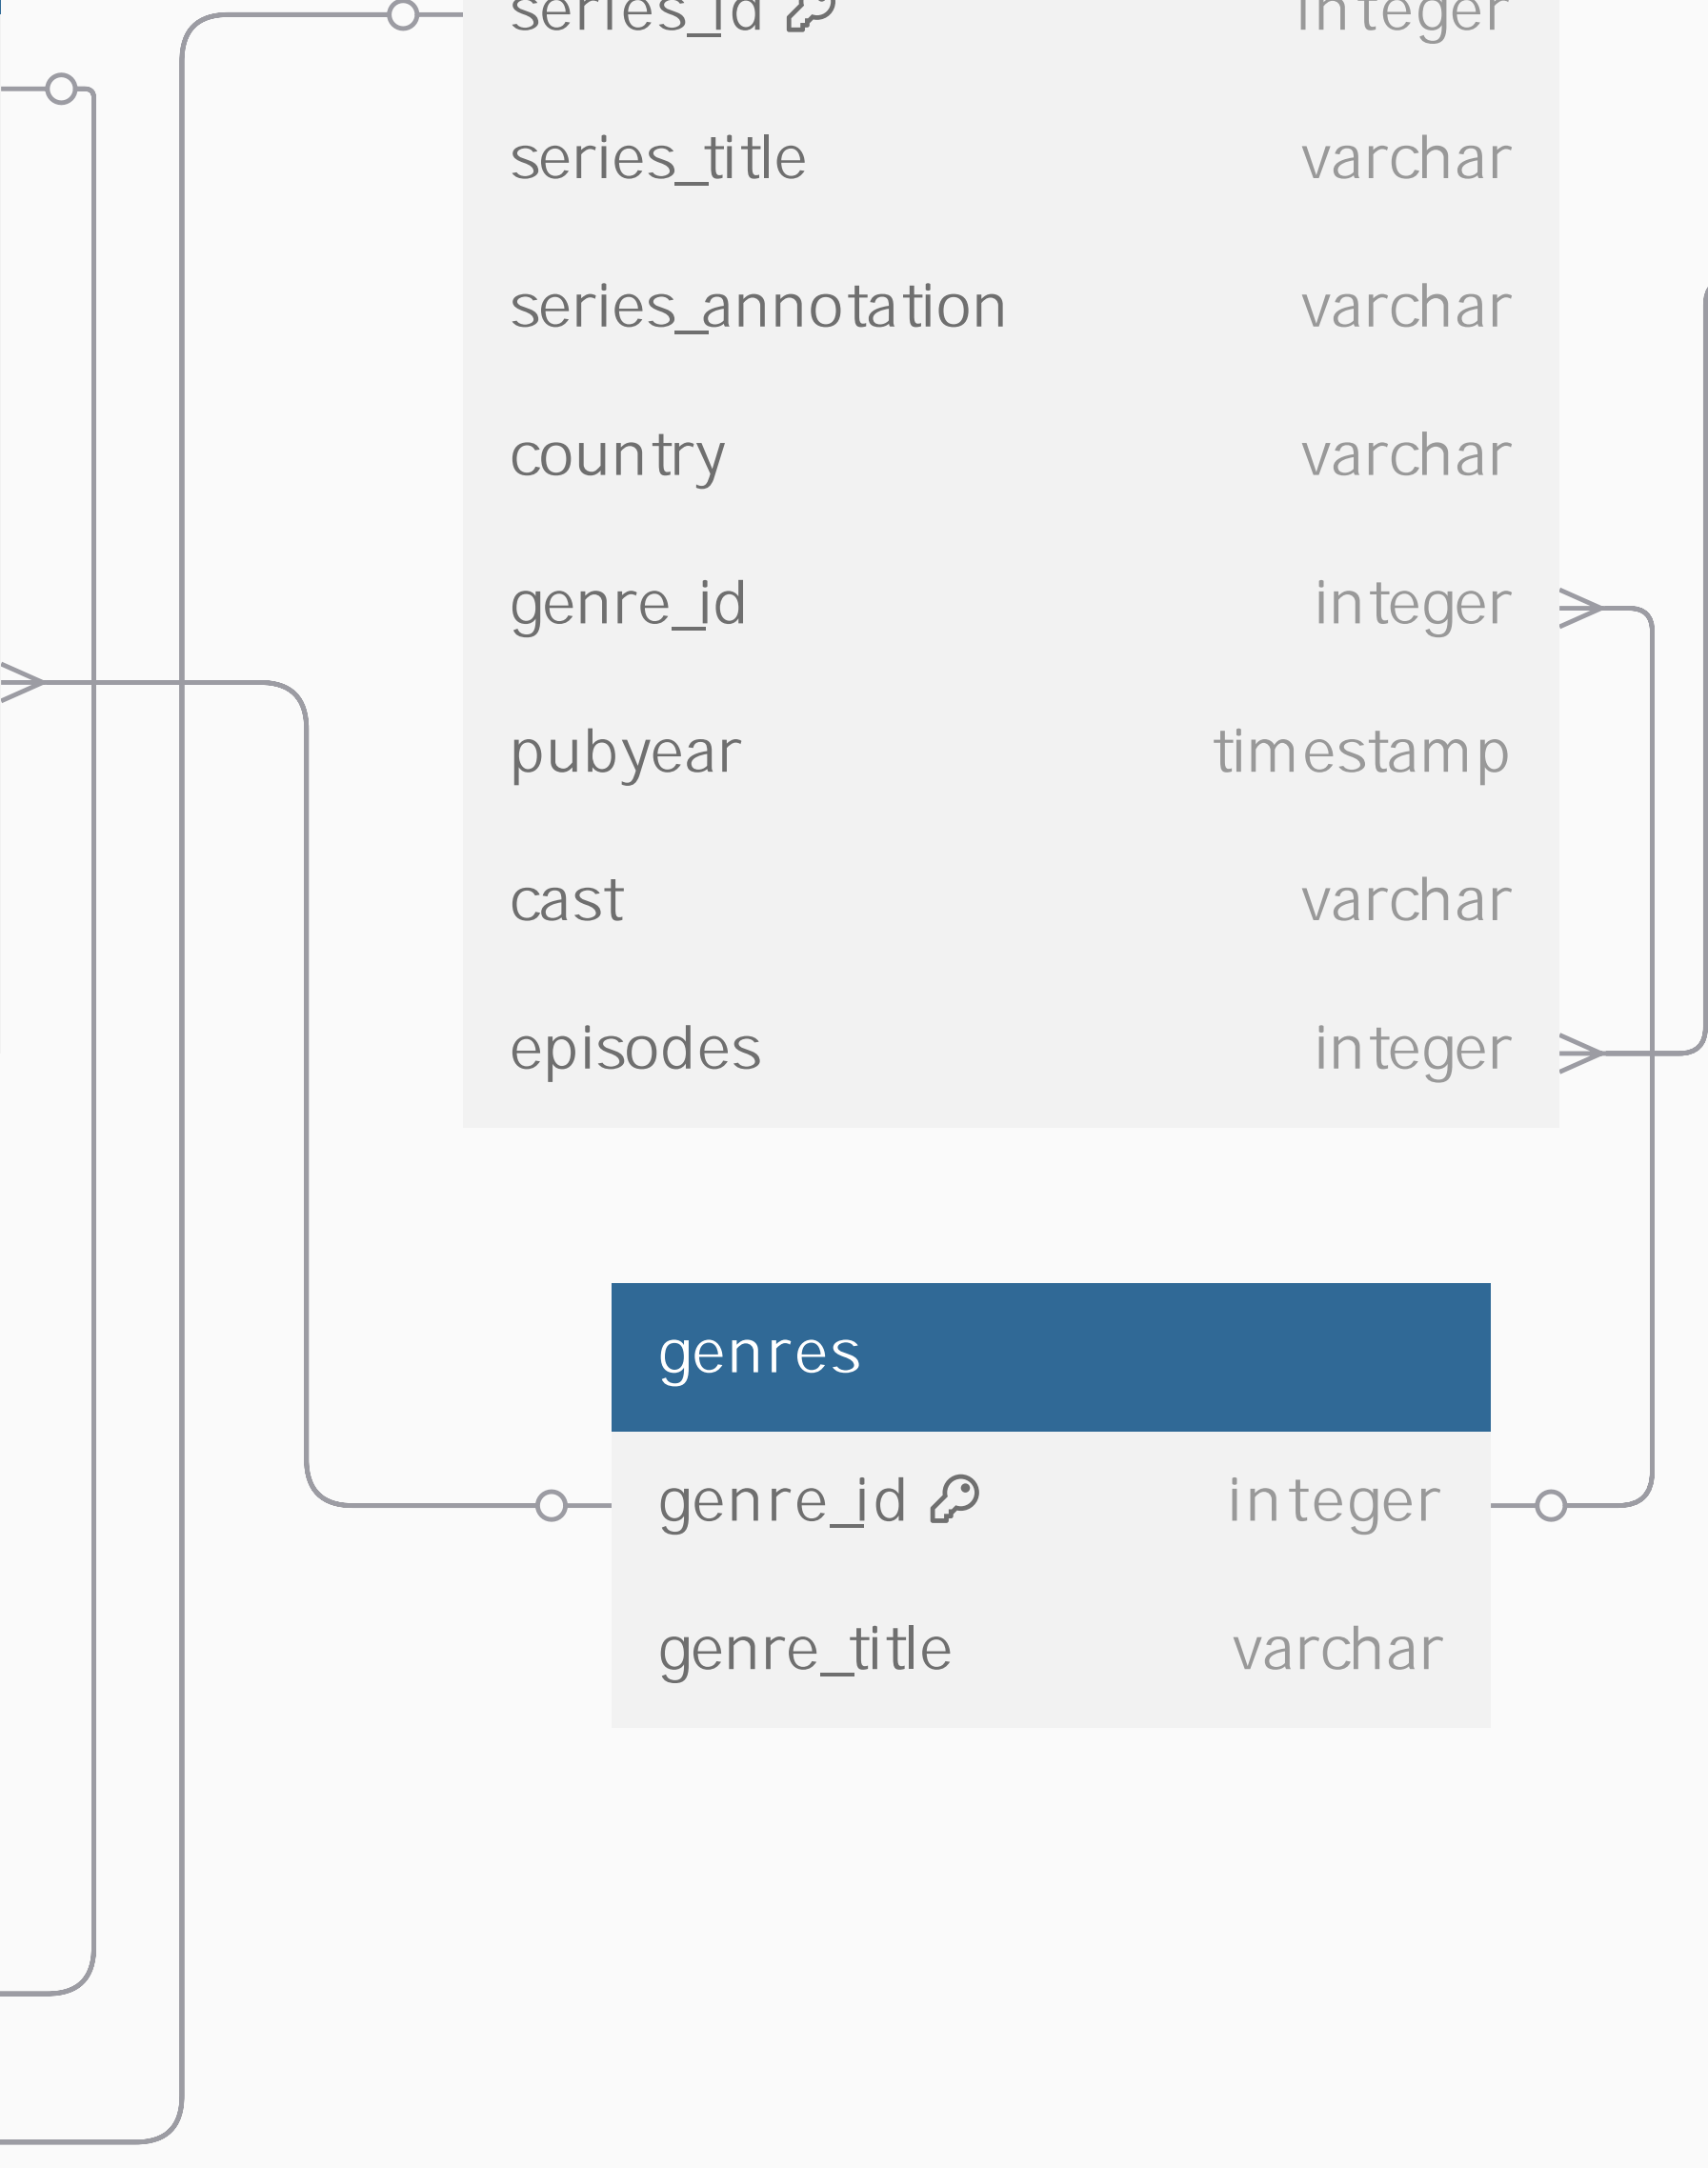 series_id integer
series_title varchar
series_annotation varchar
country varchar
genre_id integer
pubyear timestamp
cast varchar
episodes integer
genres
genre_id integer
genre_title varchar